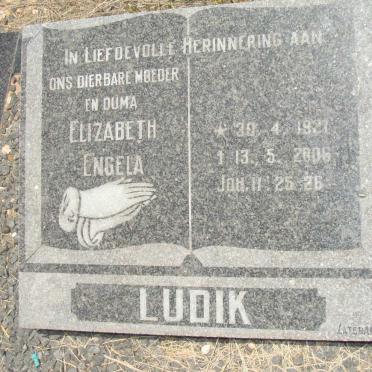 In Liefdevolle Herinnering aan
ons dierbare moeder
en ouma
Elizabeth
Engela
* 30. 4. 1921
† 13. 5. 2006
Joh. 11 25-26
LUDIK